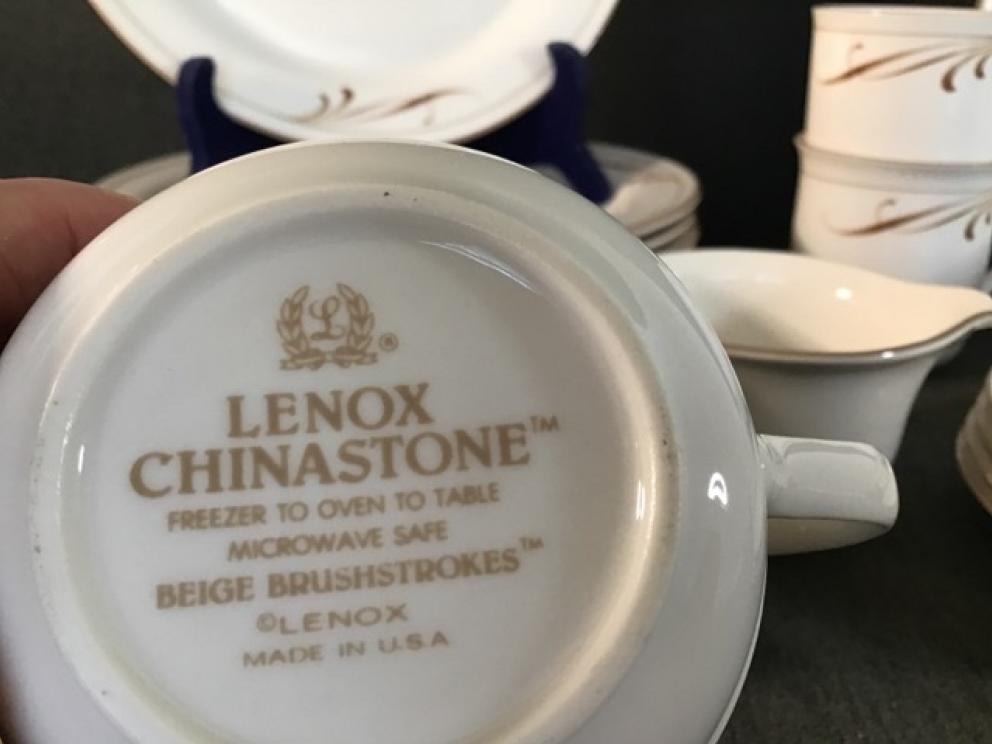 L ®
LENOX
CHINASTONE™
FREEZER TO OVEN TO TABLE
MICROWAVE SAFE
BEIGE BRUSHSTROKES™
©LENOX
MADE IN U.S.A